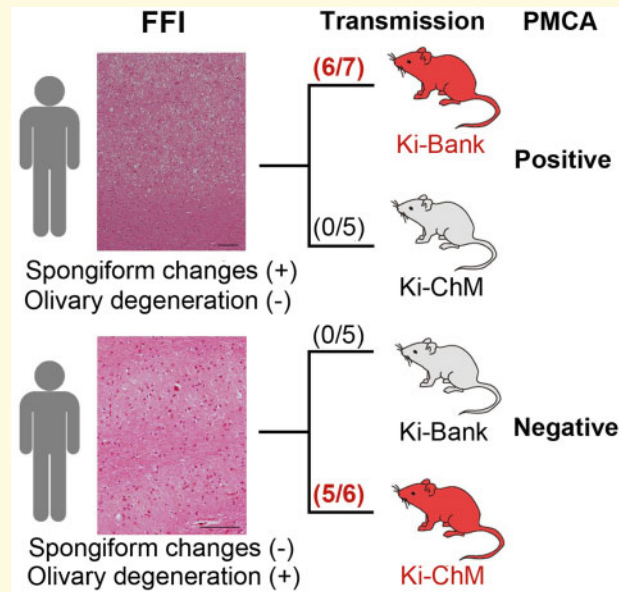 FFI Transmission PMCA
(6/7)
Ki-Bank
Positive
(0/5)
Ki-ChM
Spongiform changes (+)
Olivary degeneration (-)
(0/5)
Ki-Bank
Negative
(5/6)
Ki-ChM
Spongiform changes (-)
Olivary degeneration (+)